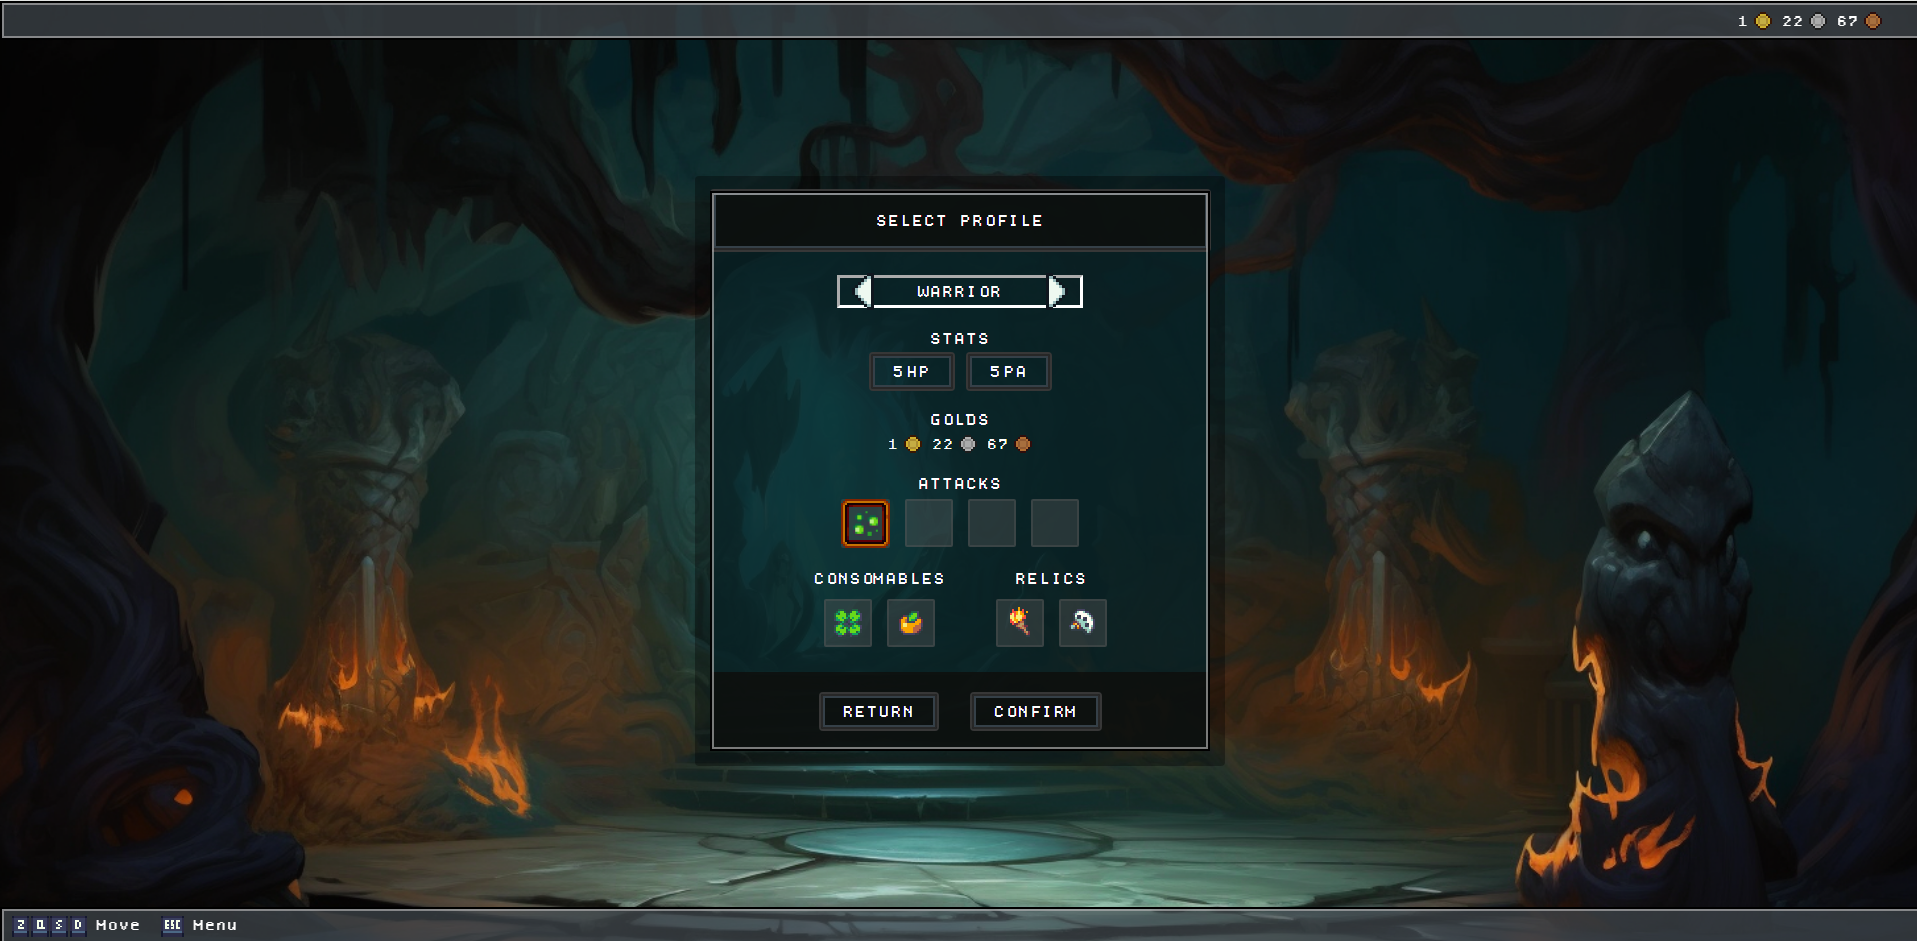 1 22 67
SELECT PROFILE
WARRIOR
STATS
5HP 5PA
GOLDS
1 22 67
ATTACKS
CONSOMABLES RELICS
RETURN CONFIRM
Z Q S D Move ESC Menu